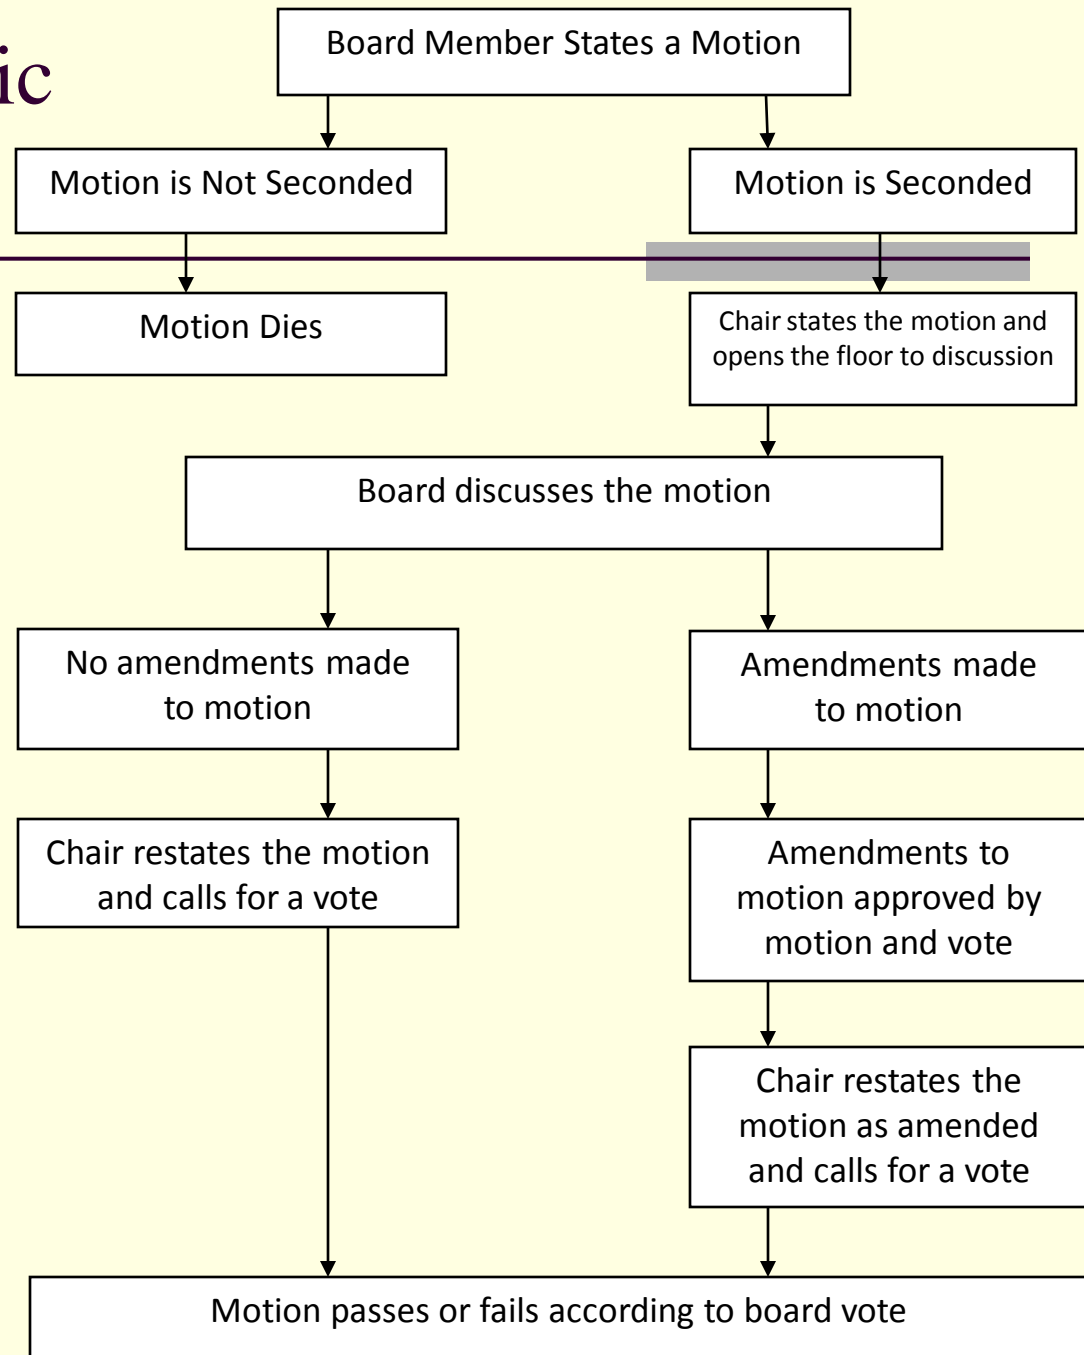 Board Member States a Motion
ic
Motion is Not Seconded
Motion is Seconded
Motion Dies
Chair states the motion and
opens the floor to discussion
Board discusses the motion
No amendments made
to motion
Amendments made
to motion
Chair restates the motion
and calls for a vote
Amendments to
motion approved by
motion and vote
Chair restates the
motion as amended
and calls for a vote
Motion passes or fails according to board vote